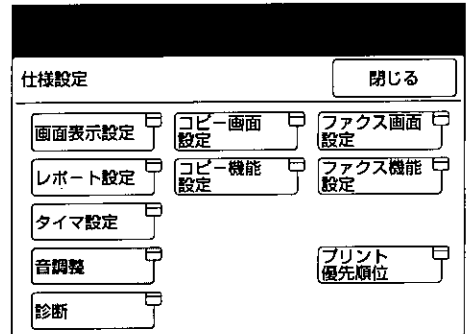 仕様設定
閉じる
画面表示設定
コピー画面
設定
ファクス画面
設定
レポート設定
コピー機能
設定
ファクス機能
設定
タイマ設定
音調整
プリント
優先順位
診断